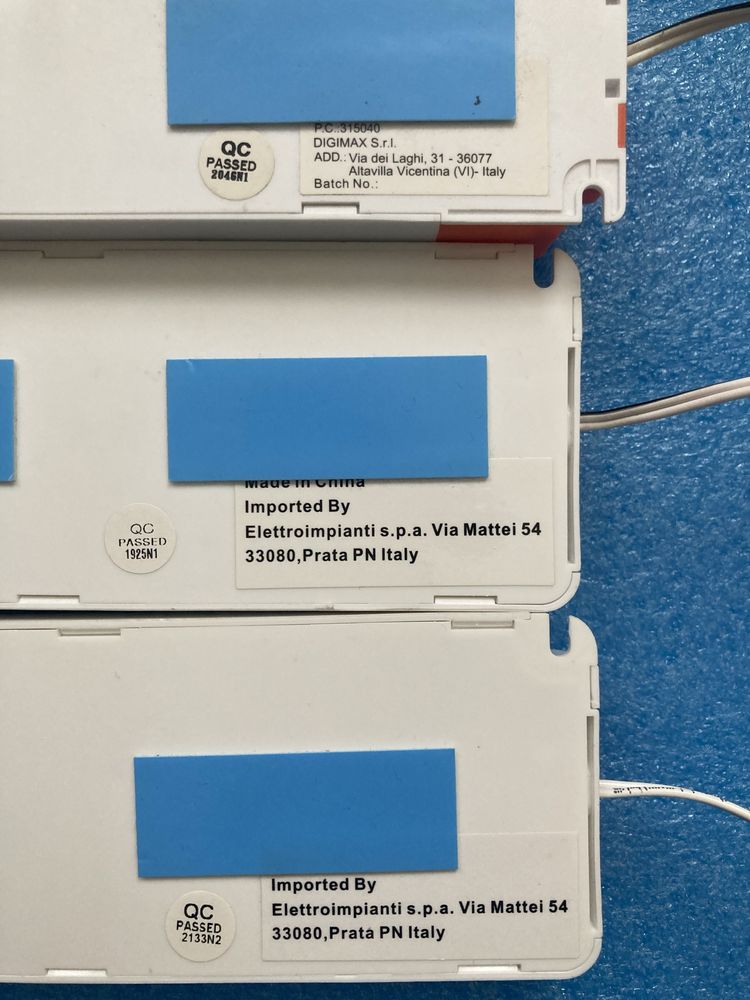 P.C.:315040
DIGIMAX S.r.l.
ADD.: Via dei Laghi, 31 - 36077
Altavilla Vicentina (VI)- Italy
Batch No.:
QC
PASSED
2046N1
Made in China
Imported By
Elettroimpianti s.p.a. Via Mattei 54
33080,Prata PN Italy
QC
PASSED
1925N1
Imported By
Elettroimpianti s.p.a. Via Mattei 54
33080,Prata PN Italy
QC
PASSED
2133N2